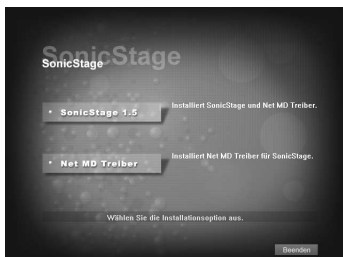 SonicStage
SonicStage
SonicStage 1.5
Installiert SonicStage und Net MD Treiber.
Net MD Treiber
Installiert Net MD Treiber für SonicStage.
Wählen Sie die Installationsoption aus.
Beenden